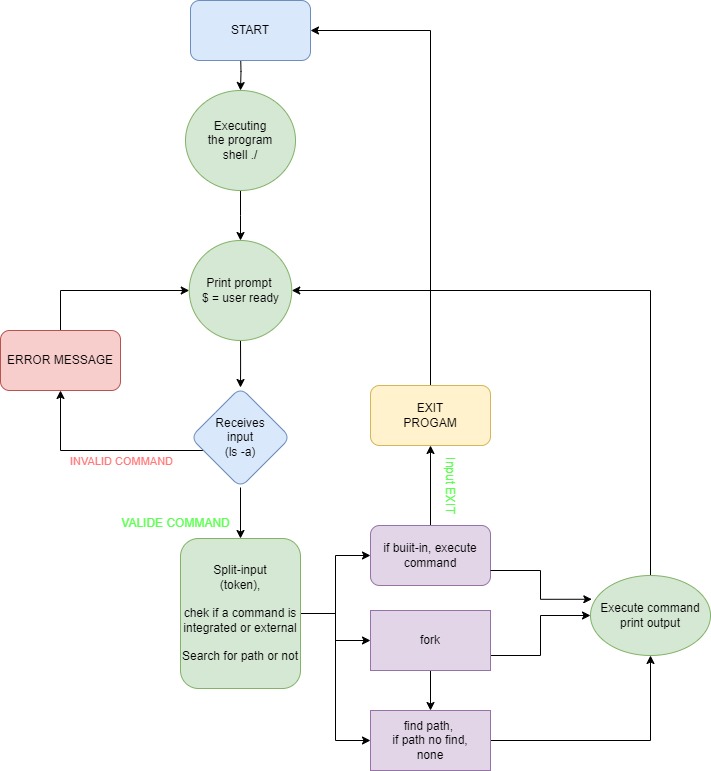 START
Executing
the program
shell ./
Print prompt
$ = user ready
ERROR MESSAGE
Receives
input
(ls -a)
EXIT
PROGAM
INVALID COMMAND
Input EXIT
VALIDE COMMAND
Split-input
(token),
chek if a command is
integrated or external
Search for path or not
if buiit-in, execute
command
fork
Execute command
print output
find path,
if path no find,
none